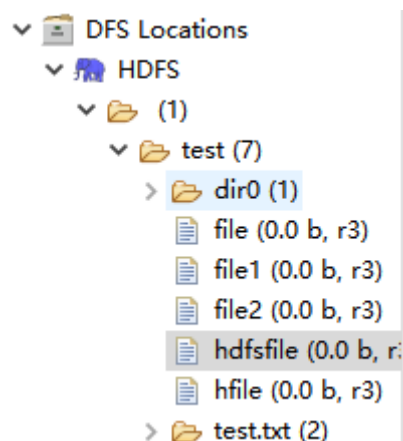 DFS Locations
HDFS
(1)
test (7)
dir0 (1)
file (0.0 b, r3)
file1 (0.0 b, r3)
file2 (0.0 b, r3)
hdfsfile (0.0 b, r
hfile (0.0 b, r3)
test.txt (2)